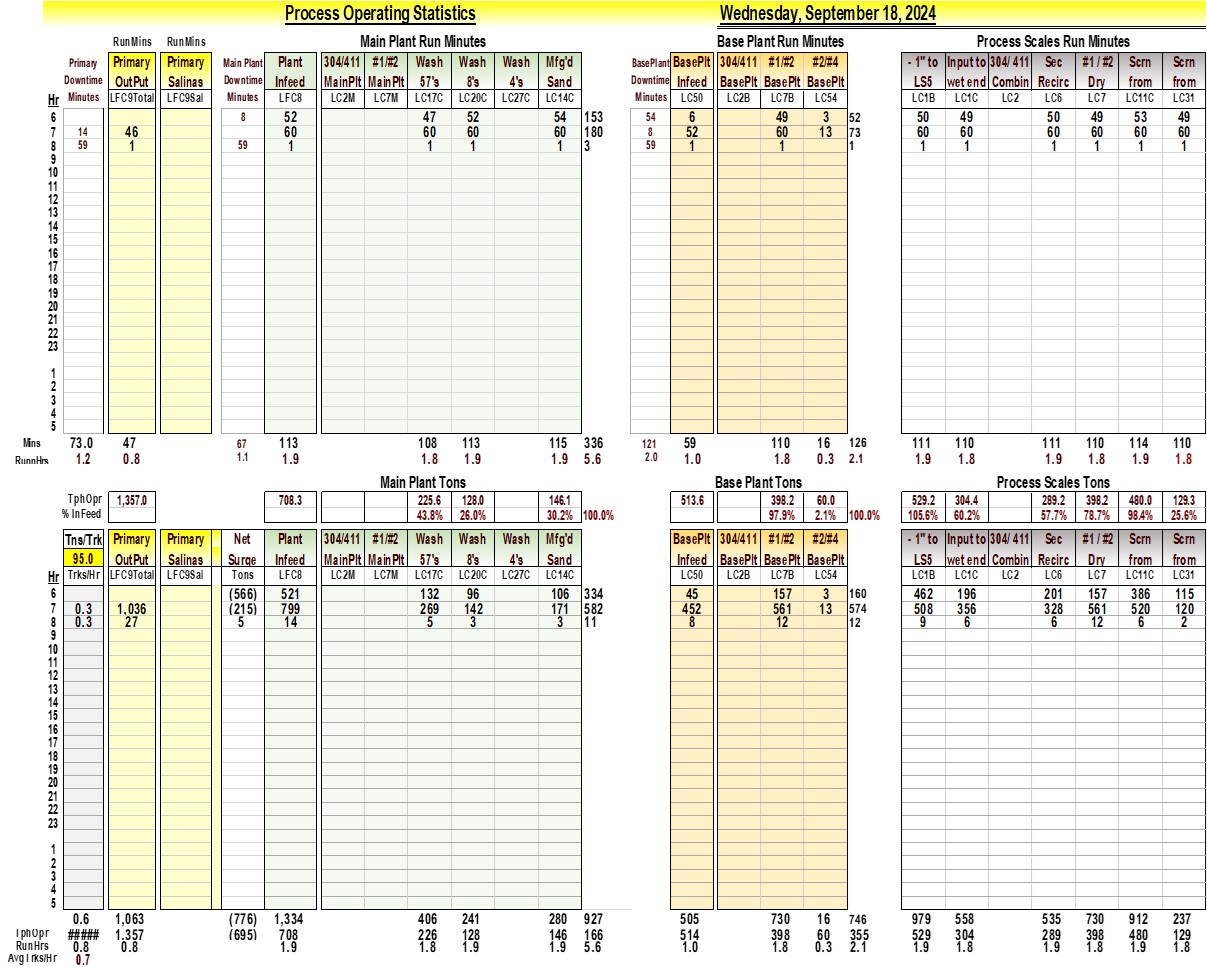 Process Operating Statistics Wednesday, September 18, 2024
RunMins RunMins Main Plant Run Minutes Base Plant Run Minutes Process Scales Run Minutes
Primary Primary Primary Main Plant Plant 304/411 #1/#2 Wash Wash Wash Mfg'd BasePlant BasePlt 304/411 #1/#2 #2/#4 - 1" to Input to 304/ 411 Sec #1 / #2 Scrn Scrn
Downtime OutPut Salinas Downtime Infeed MainPlt MainPlt 57's 8's 4's Sand Downtime Infeed BasePlt BasePlt BasePlt LS5 wet end Combin Recirc Dry from from
Hr Minutes LFC9Total LFC9Sal Minutes LFC8 LC2M LC7M LC17C LC20C LC27C LC14C Minutes LC50 LC2B LC7B LC54 LC1B LC1C LC2 LC6 LC7 LC11C LC31
6 8 52 47 52 54 153 54 6 49 3 52 50 49 50 49 53 49
7 14 46 60 60 60 60 180 8 52 60 13 73 60 60 60 60 60 60
8 59 1 59 1 1 1 1 3 59 1 1 1 1 1 1 1 1 1
9
10
11
12
13
14
15
16
17
18
19
20
21
22
23
1
2
3
4
5
Mins 73.0 47 67 113 108 113 115 336 121 59 110 16 126 111 110 111 110 114 110
RunnHrs 1.2 0.8 1.1 1.9 1.8 1.9 1.9 5.6 2.0 1.0 1.8 0.3 2.1 1.9 1.8 1.9 1.8 1.9 1.8
Main Plant Tons Base Plant Tons Process Scales Tons
TphOpr 1,357.0 708.3 225.6 128.0 146.1 513.6 398.2 60.0 529.2 304.4 289.2 398.2 480.0 129.3
% InFeed 43.8% 26.0% 30.2% 100.0% 97.9% 2.1% 100.0% 105.6% 60.2% 57.7% 78.7% 98.4% 25.6%
Tns/Trk Primary Primary Net Plant 304/411 #1/#2 Wash Wash Wash Mfg'd BasePlt 304/411 #1/#2 #2/#4 - 1" to Input to 304/ 411 Sec #1 / #2 Scrn Scrn
95.0 OutPut Salinas Surge Infeed MainPlt MainPlt 57's 8's 4's Sand Infeed BasePlt BasePlt BasePlt LS5 wet end Combin Recirc Dry from from
Hr Trks/Hr LFC9Total LFC9Sal Tons LFC8 LC2M LC7M LC17C LC20C LC27C LC14C LC50 LC2B LC7B LC54 LC1B LC1C LC2 LC6 LC7 LC11C LC31
6 (566) 521 132 96 106 334 45 157 3 160 462 196 201 157 386 115
7 0.3 1,036 (215) 799 269 142 171 582 452 561 13 574 508 356 328 561 520 120
8 0.3 27 5 14 5 3 3 11 8 12 12 9 6 6 12 6 2
9
10
11
12
13
14
15
16
17
18
19
20
21
22
23
1
2
3
4
5
0.6 1,063 (776) 1,334 406 241 280 927 505 730 16 746 979 558 535 730 912 237
TphOpr ##### 1,357 (695) 708 226 128 146 166 514 398 60 355 529 304 289 398 480 129
RunHrs 0.8 0.8 1.9 1.8 1.9 1.9 5.6 1.0 1.8 0.3 2.1 1.9 1.8 1.9 1.8 1.9 1.8
AvgTrks/Hr 0.7